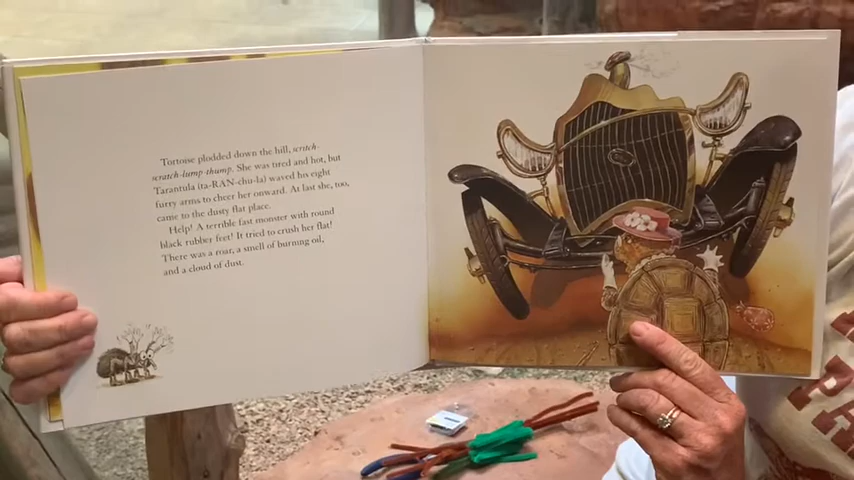 Tortoise plodded down the hill, scritch-
scratch-lump-thump. She was tired and hot, but
Tarantula (ta-RAN-chu-la) waved his eight
furry arms to cheer her onward. At last she, too,
came to the dusty flat place.
Help! A terrible fast monster with round
black rubber feet! It tried to crush her flat!
There was a roar, a smell of burning oil,
and a cloud of dust.